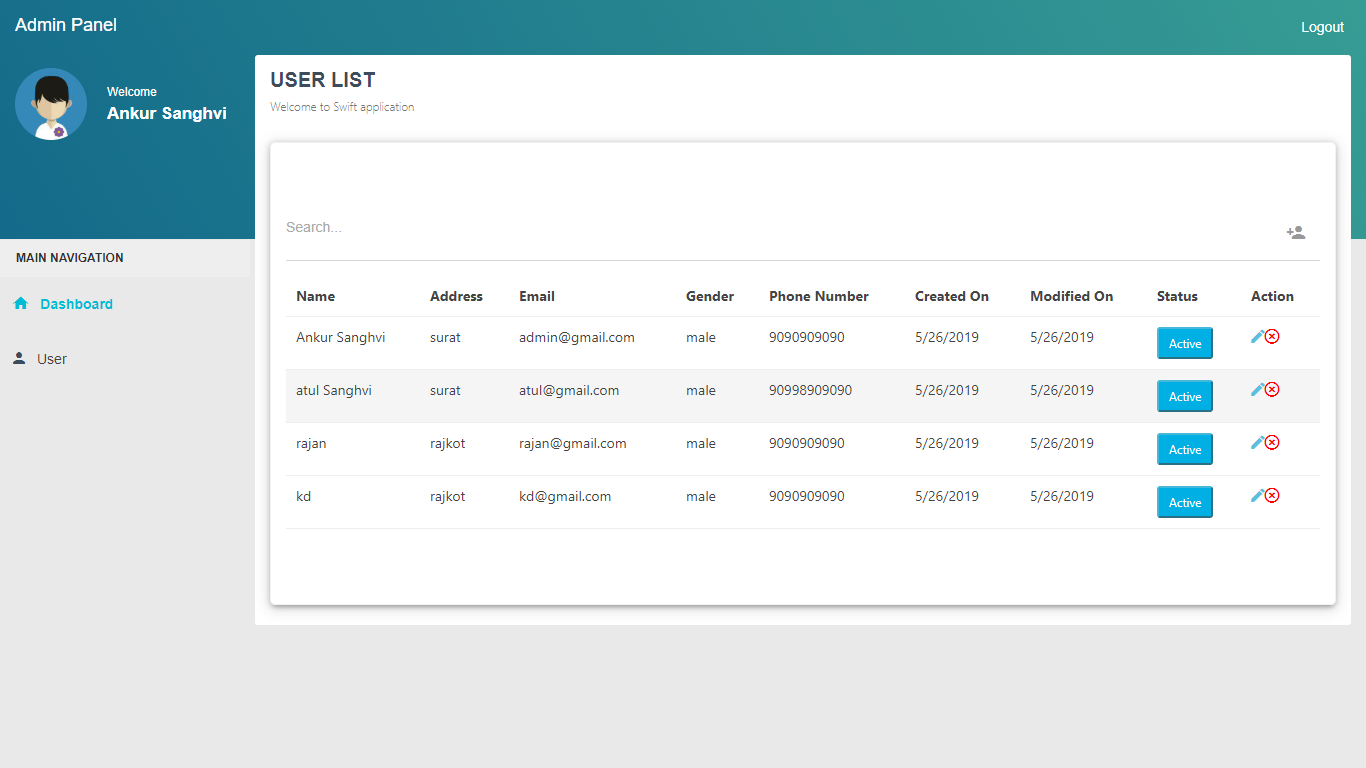 Admin Panel
Logout
Welcome
Ankur Sanghvi
MAIN NAVIGATION
Dashboard
User
USER LIST
Welcome to Swift application
Search...
Name Address Email Gender Phone Number Created On Modified On Status Action
Ankur Sanghvi surat admin@gmail.com male 9090909090 5/26/2019 5/26/2019 Active
atul Sanghvi surat atul@gmail.com male 90998909090 5/26/2019 5/26/2019 Active
rajan rajkot rajan@gmail.com male 9090909090 5/26/2019 5/26/2019 Active
kd rajkot kd@gmail.com male 9090909090 5/26/2019 5/26/2019 Active